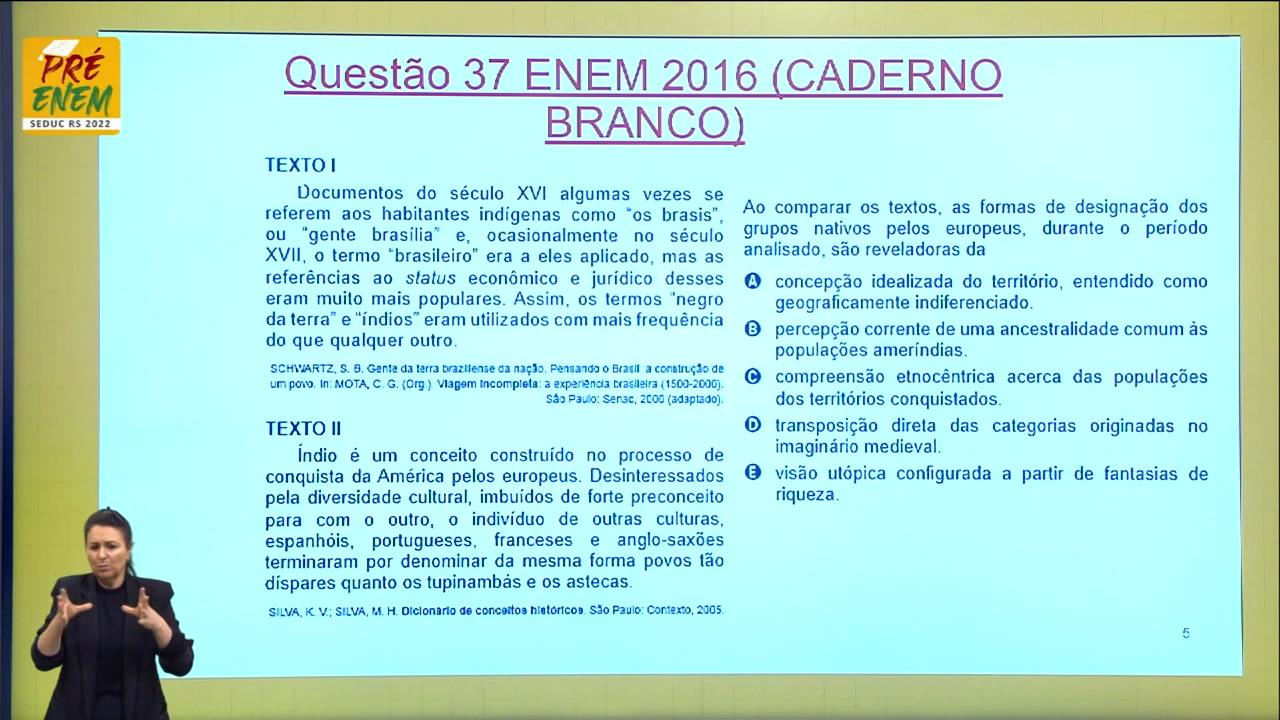 PRÉ
ENEM
SEDUC RS 2022
Questão 37 ENEM 2016 (CADERNO
BRANCO)
TEXTO I
Documentos do século XVI algumas vezes se
referem aos habitantes indígenas como “os brasis”,
ou “gente brasília” e, ocasionalmente no século
XVII, o termo “brasileiro” era a eles aplicado, mas as
referências ao status econômico e jurídico desses
eram muito mais populares. Assim, os termos “negro
da terra” e “índios” eram utilizados com mais frequência
do que qualquer outro.
SCHWARTZ, S. B. Gente da terra braziliense da nação. Pensando o Brasil: a construção de
um povo. In: MOTA, C. G. (Org.). Viagem Incompleta: a experiência brasileira (1500-2000).
São Paulo: Senac, 2000 (adaptado).
TEXTO II
Índio é um conceito construído no processo de
conquista da América pelos europeus. Desinteressados
pela diversidade cultural, imbuídos de forte preconceito
para com o outro, o indivíduo de outras culturas,
espanhóis, portugueses, franceses e anglo-saxões
terminaram por denominar da mesma forma povos tão
díspares quanto os tupinambás e os astecas.
SILVA, K. V.; SILVA, M. H. Dicionário de conceitos históricos. São Paulo: Contexto, 2005.
Ao comparar os textos, as formas de designação dos
grupos nativos pelos europeus, durante o período
analisado, são reveladoras da
A concepção idealizada do território, entendido como
geograficamente indiferenciado.
B percepção corrente de uma ancestralidade comum às
populações ameríndias.
C compreensão etnocêntrica acerca das populações
dos territórios conquistados.
D transposição direta das categorias originadas no
imaginário medieval.
E visão utópica configurada a partir de fantasias de
riqueza.
5